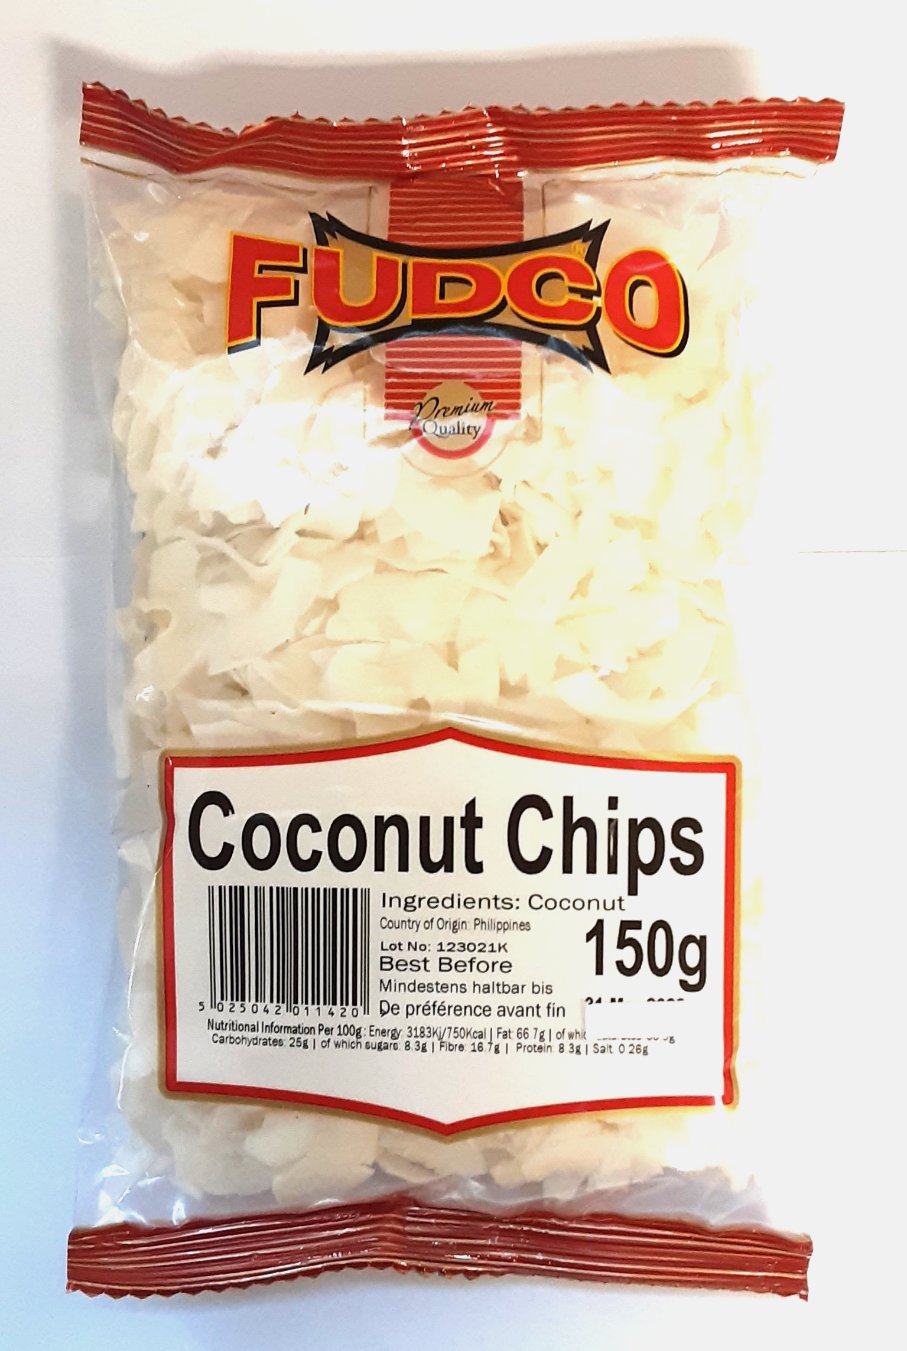 FUDCO
Premium
Quality
Coconut Chips
Ingredients: Coconut
Country of Origin: Philippines
150g
Lot No: 123021K
Best Before
Mindestens haltbar bis
De préférence avant fin
5 025042 011420
Nutritional Information Per 100g: Energy: 3183Kj/750Kcal | Fat: 66.7g | of
Carbohydrates: 25g | of which sugars: 8.3g | Fibre: 16.7g | Protein: 8.3g | Salt: 0.26g